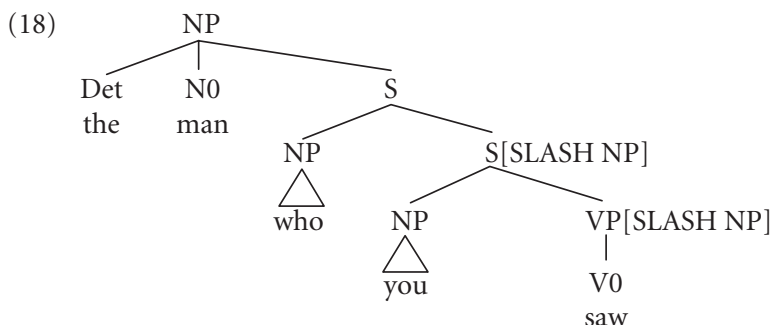 (18) NP
Det N0 S
the man
NP S[SLASH NP]
who NP VP[SLASH NP]
you V0
saw